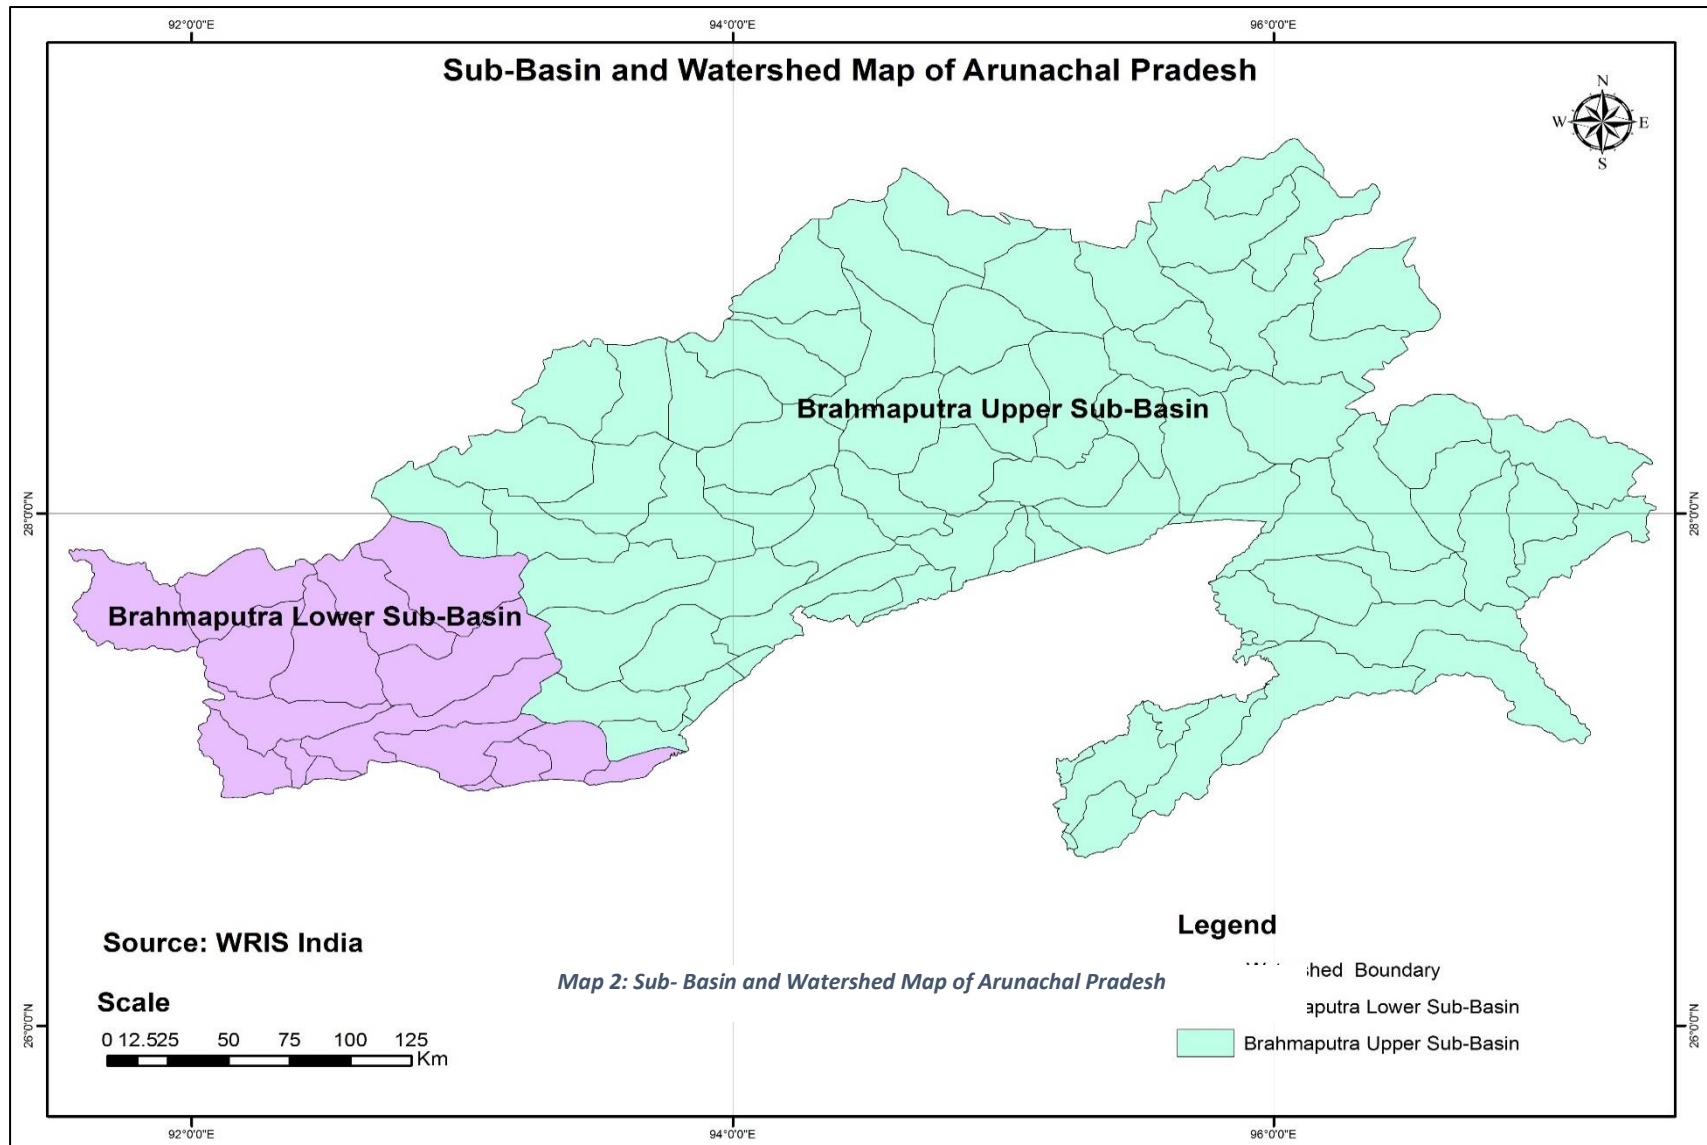 92°0'0"E 94°0'0"E 96°0'0"E
Sub-Basin and Watershed Map of Arunachal Pradesh
N
W E
S
Brahmaputra Upper Sub-Basin
28°0'0"N 28°0'0"N
Brahmaputra Lower Sub-Basin
Legend
Source: WRIS India
Boundary
Map 2: Sub- Basin and Watershed Map of Arunachal Pradesh
Scale
Lower Sub-Basin
26°0'0"N 26°0'0"N
0 12.525 50 75 100 125
Km
Brahmaputra Upper Sub-Basin
92°0'0"E 94°0'0"E 96°0'0"E